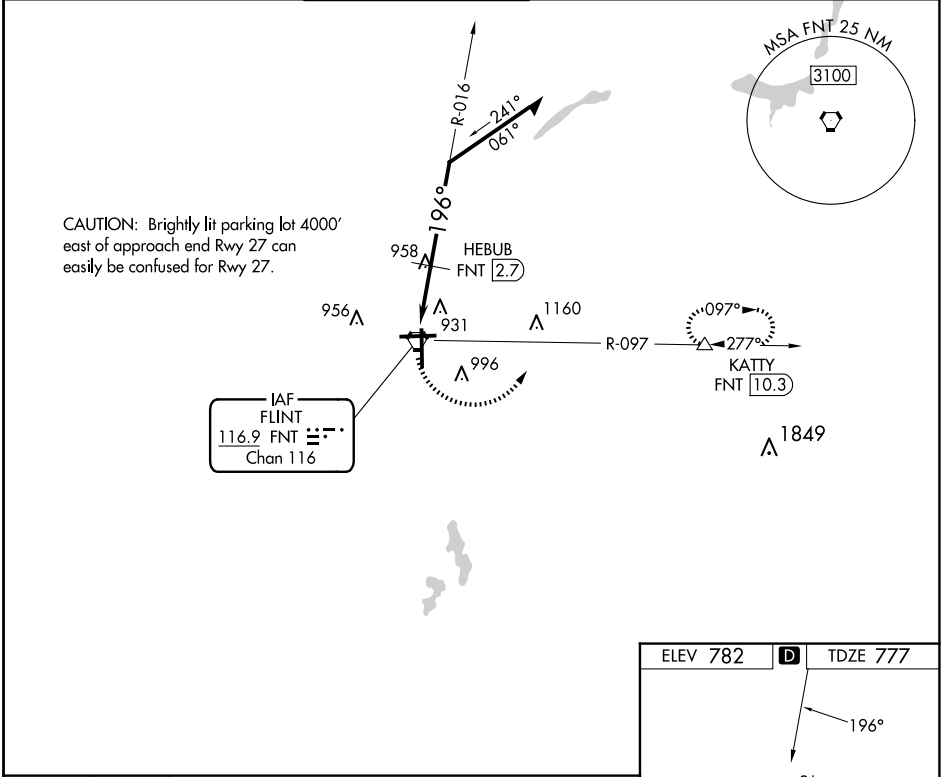 MSA FNT 25 NM
3100
R-016
241°
061°
196°
CAUTION: Brightly lit parking lot 4000'
east of approach end Rwy 27 can
easily be confused for Rwy 27.
958
HEBUB
FNT 2.7
956
931
1160
996
R-097
097°
277°
KATTY
FNT 10.3
1849
IAF
FLINT
116.9 FNT
Chan 116
ELEV 782 D TDZE 777
196°